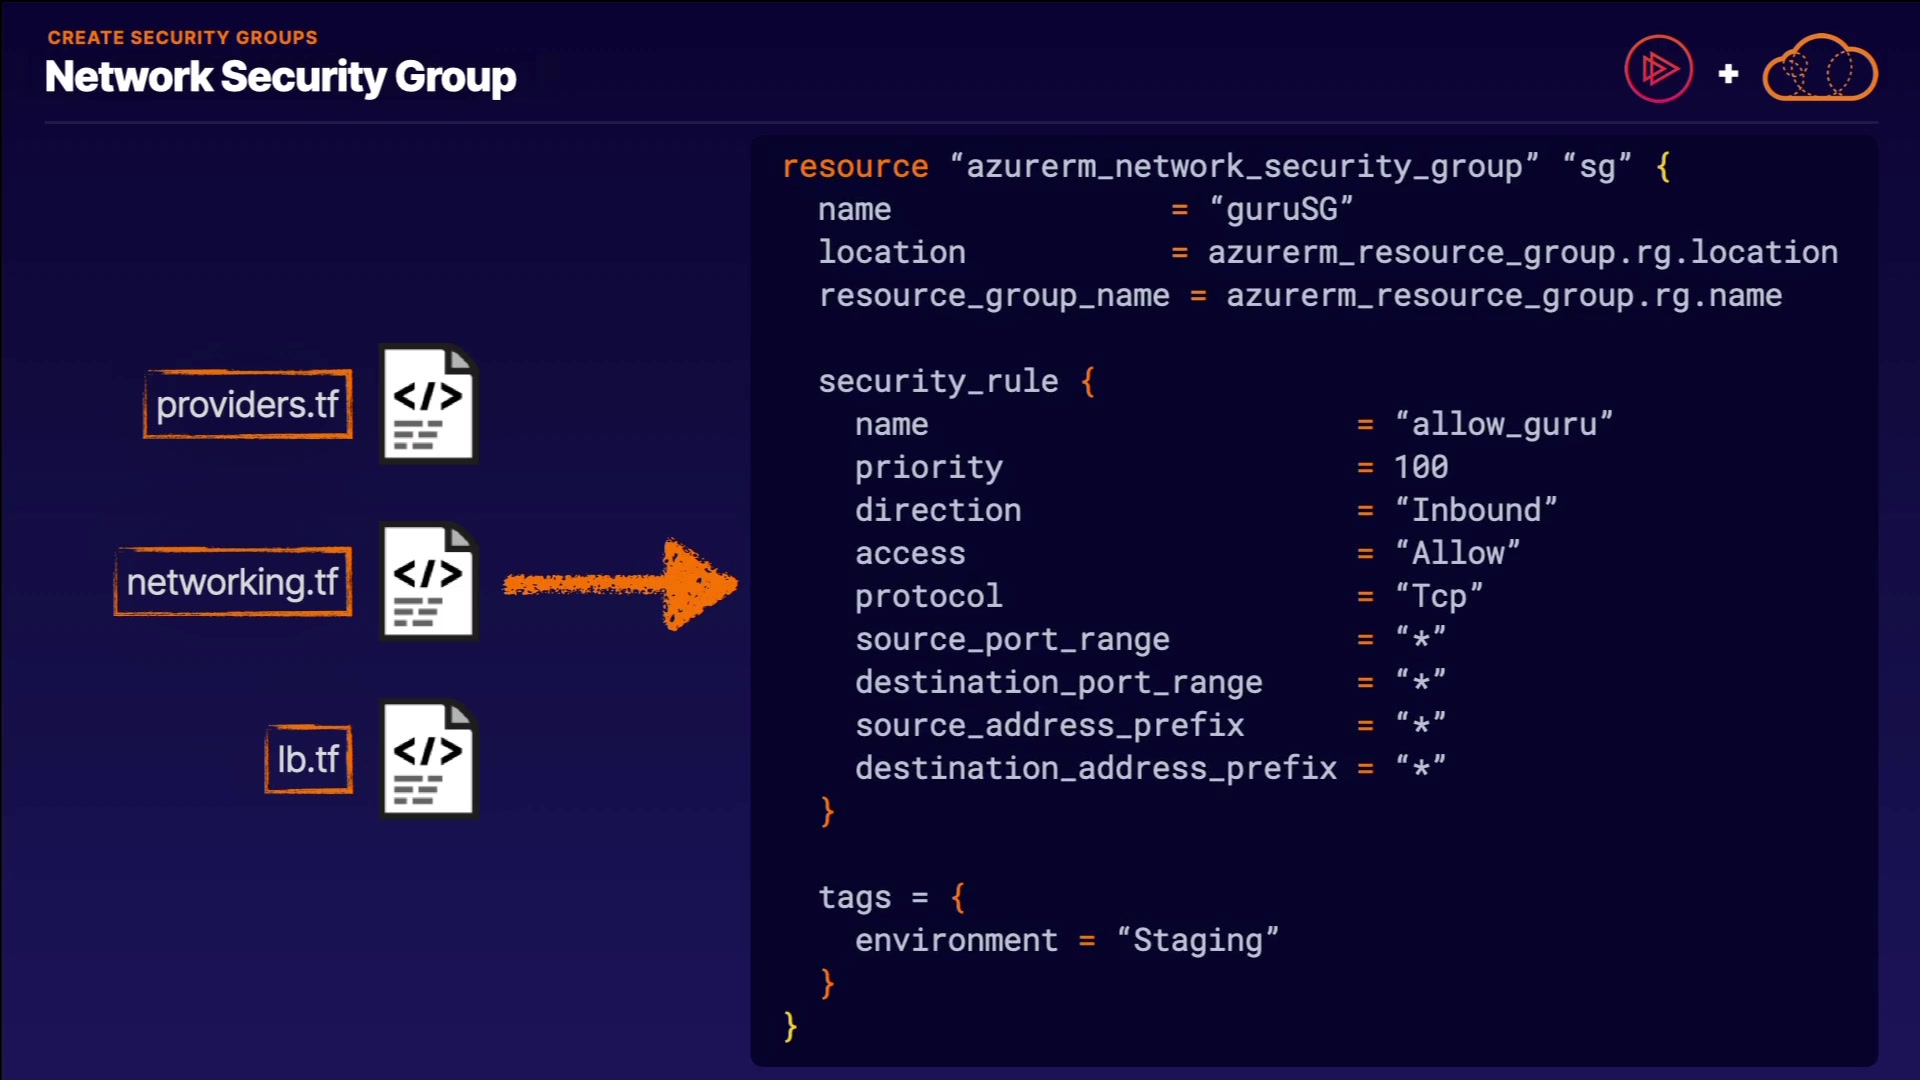 CREATE SECURITY GROUPS
Network Security Group
+
providers.tf
</>
networking.tf
</>
lb.tf
</>
resource “azurerm_network_security_group” “sg” {
  name               = “guruSG”
  location           = azurerm_resource_group.rg.location
  resource_group_name = azurerm_resource_group.rg.name
  security_rule {
    name                       = “allow_guru”
    priority                   = 100
    direction                  = “Inbound”
    access                     = “Allow”
    protocol                   = “Tcp”
    source_port_range          = “*”
    destination_port_range     = “*”
    source_address_prefix      = “*”
    destination_address_prefix = “*”
  }
  tags = {
    environment = “Staging”
  }
}